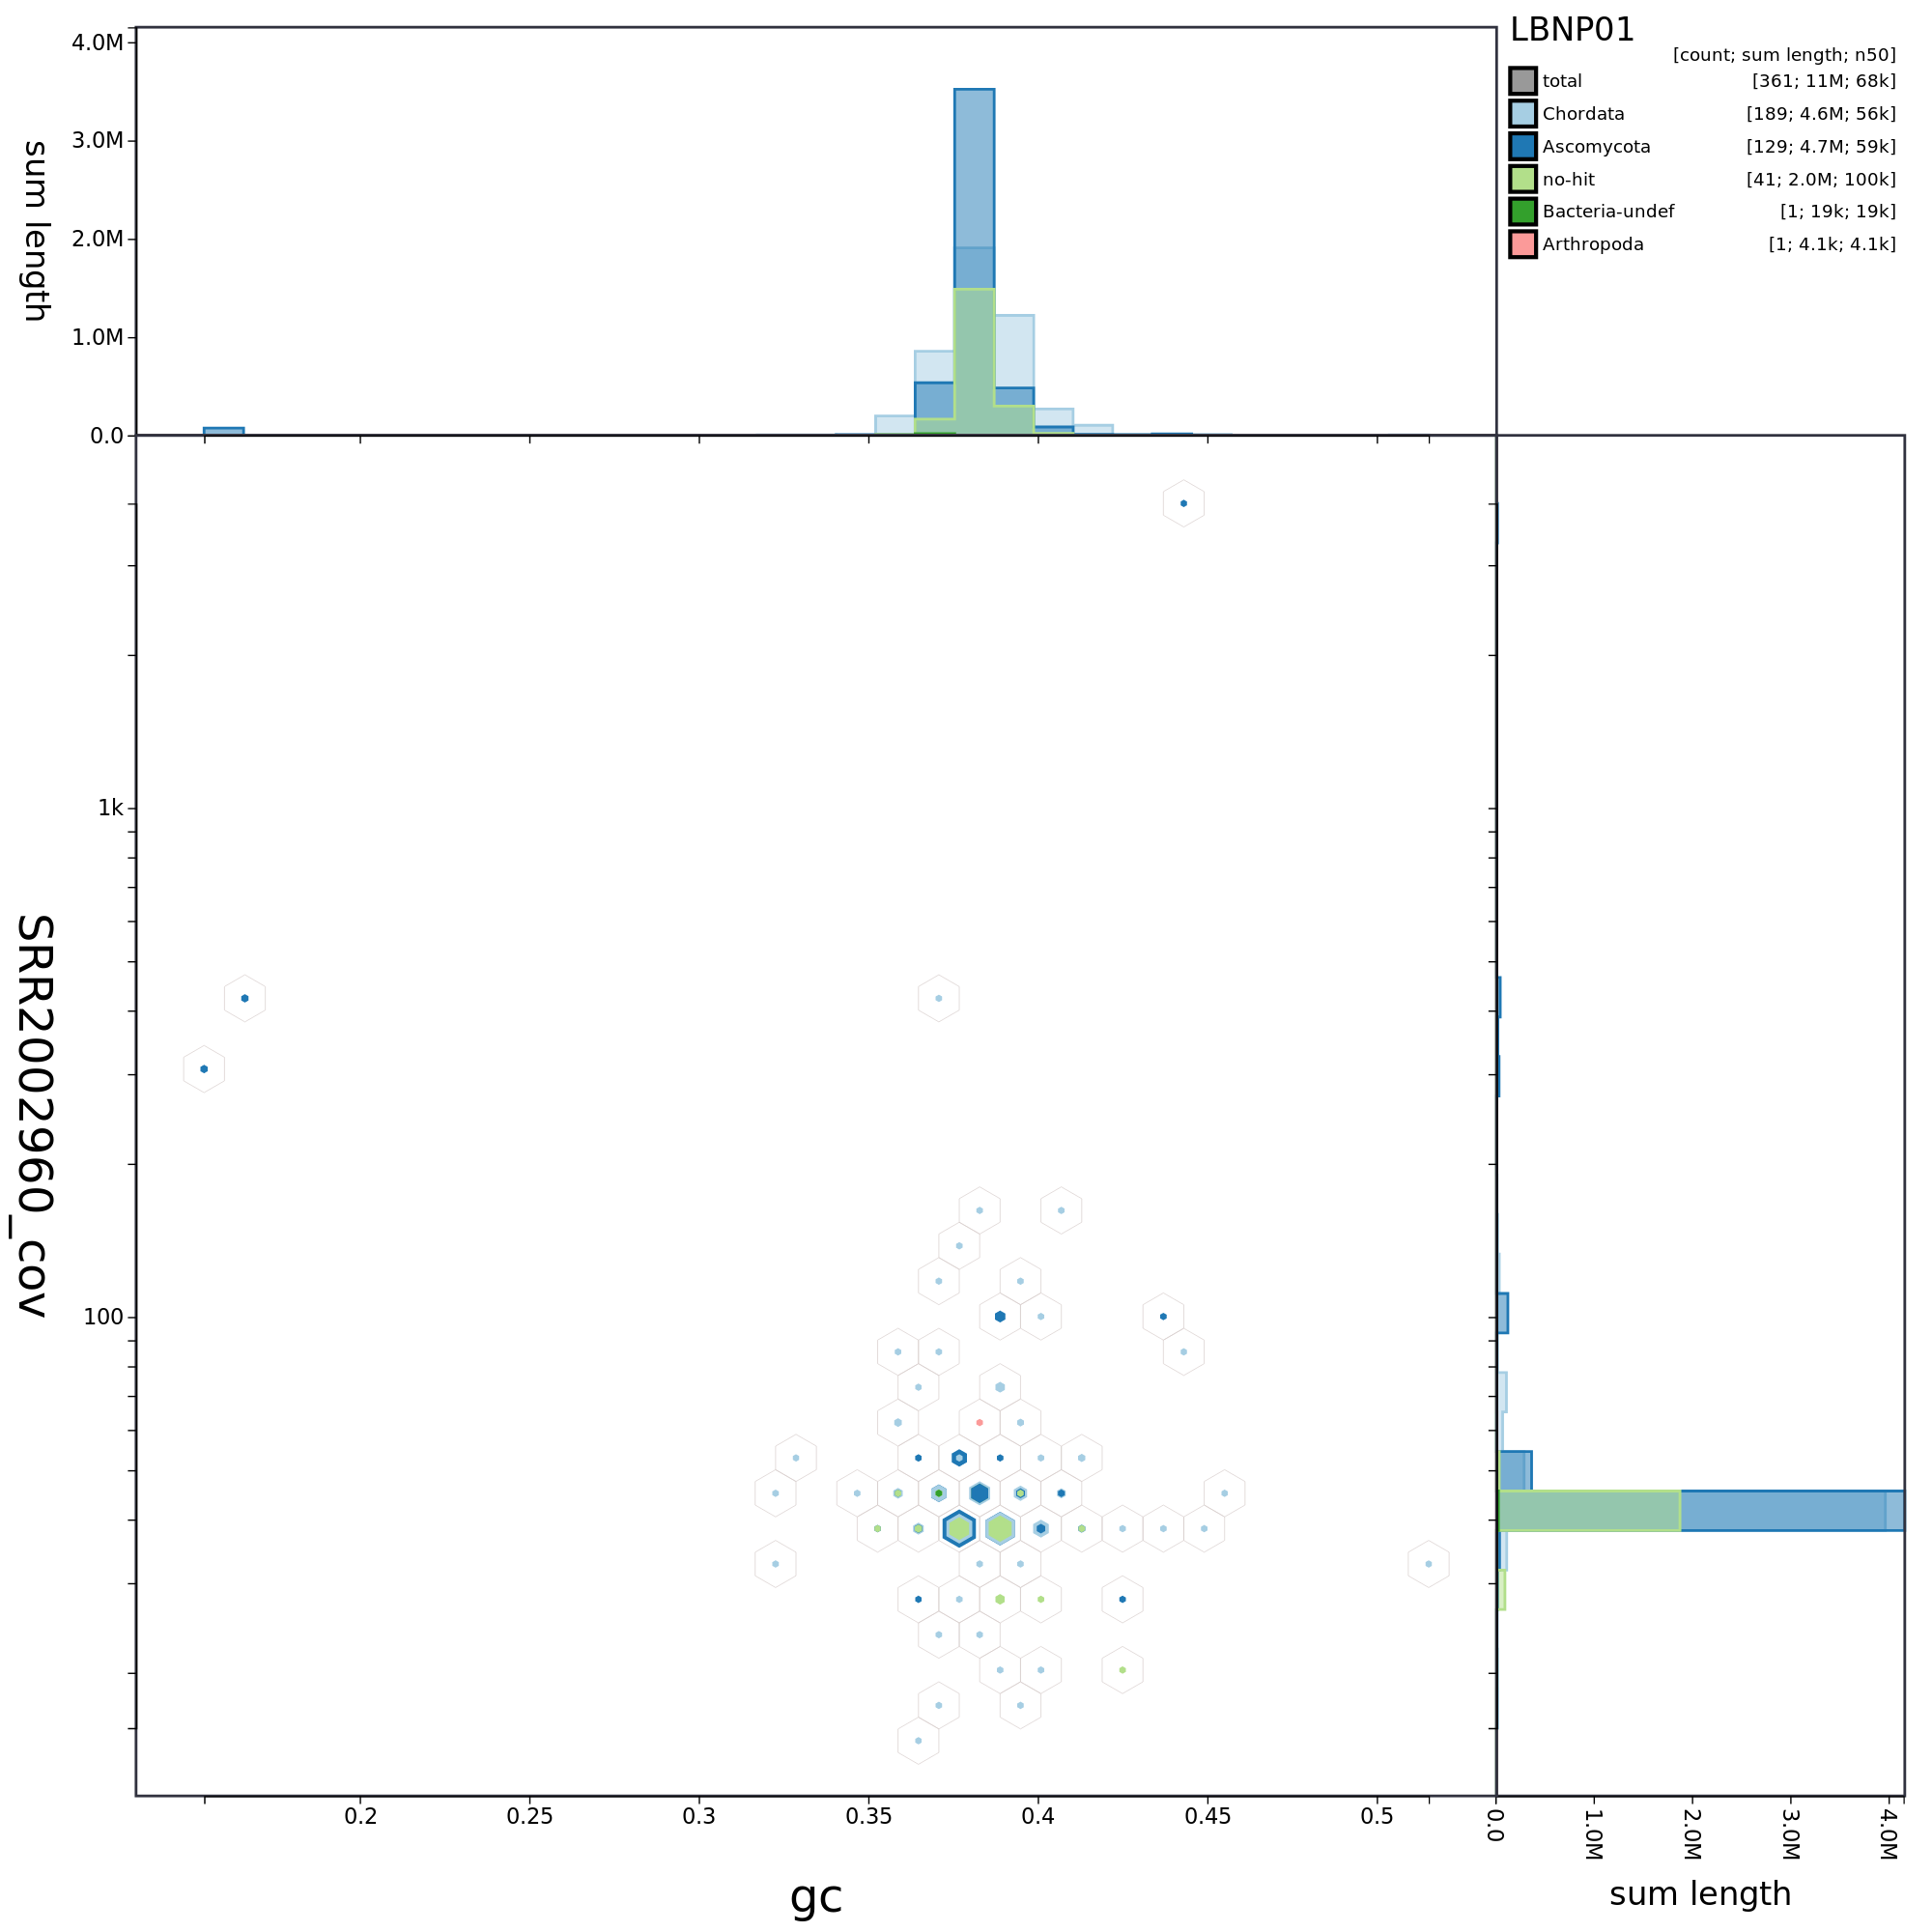 LBNP01
[count; sum length; n50]
total [361; 11M; 68k]
Chordata [189; 4.6M; 56k]
Ascomycota [129; 4.7M; 59k]
no-hit [41; 2.0M; 100k]
Bacteria-undef [1; 19k; 19k]
Arthropoda [1; 4.1k; 4.1k]
4.0M
3.0M
2.0M
1.0M
0.0
sum length
1k
100
SRR2002960_cov
0.2 0.25 0.3 0.35 0.4 0.45 0.5
gc
0.0 1.0M 2.0M 3.0M 4.0M
sum length